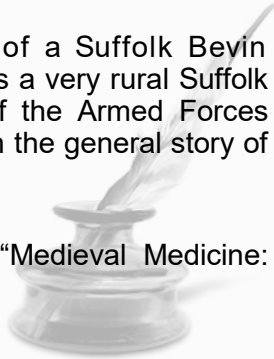 of a Suffolk Bevin
s a very rural Suffolk
f the Armed Forces
n the general story of
“Medieval Medicine: